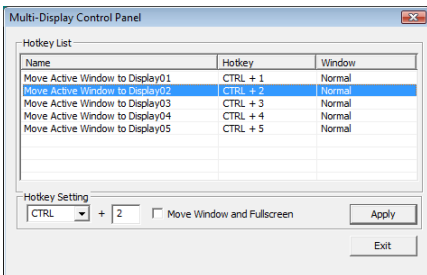 Multi-Display Control Panel
Hotkey List
Name Hotkey Window
Move Active Window to Display01 CTRL + 1 Normal
Move Active Window to Display02 CTRL + 2 Normal
Move Active Window to Display03 CTRL + 3 Normal
Move Active Window to Display04 CTRL + 4 Normal
Move Active Window to Display05 CTRL + 5 Normal
Hotkey Setting
CTRL + 2 Move Window and Fullscreen Apply
Exit